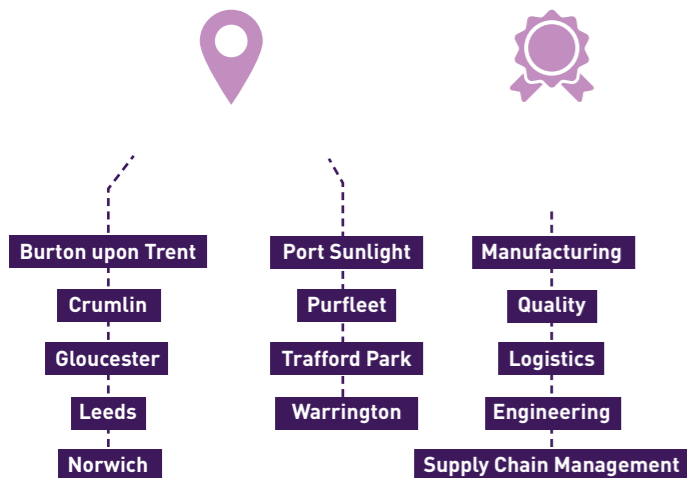 Burton upon Trent
Crumlin
Gloucester
Leeds
Norwich
Port Sunlight
Purfleet
Trafford Park
Warrington
Manufacturing
Quality
Logistics
Engineering
Supply Chain Management